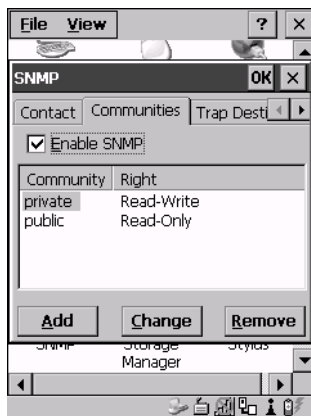 File View ? ×
SNMP OK ×
Contact Communities Trap Desti
Enable SNMP
Community Right
private Read-Write
public Read-Only
Add Change Remove
SNMP Storage Stylus
Manager